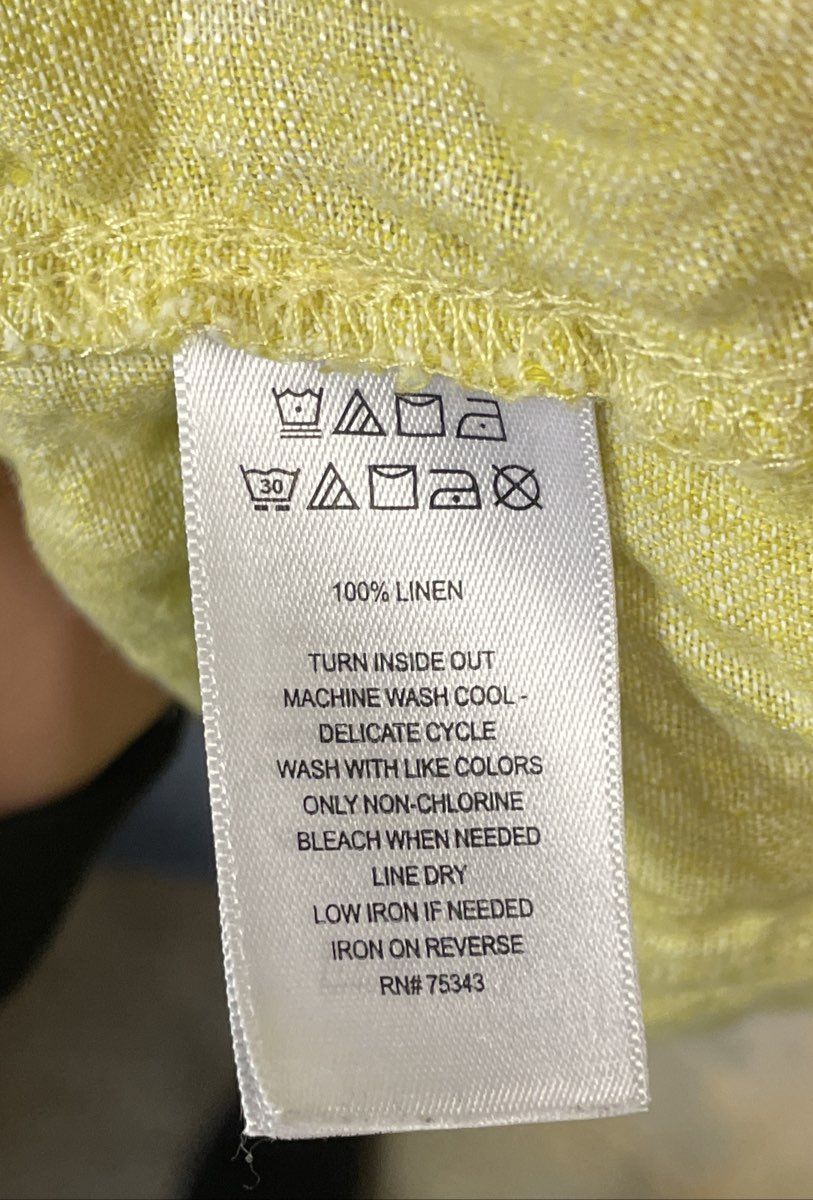 30
100% LINEN
TURN INSIDE OUT
MACHINE WASH COOL -
DELICATE CYCLE
WASH WITH LIKE COLORS
ONLY NON-CHLORINE
BLEACH WHEN NEEDED
LINE DRY
LOW IRON IF NEEDED
IRON ON REVERSE
RN# 75343